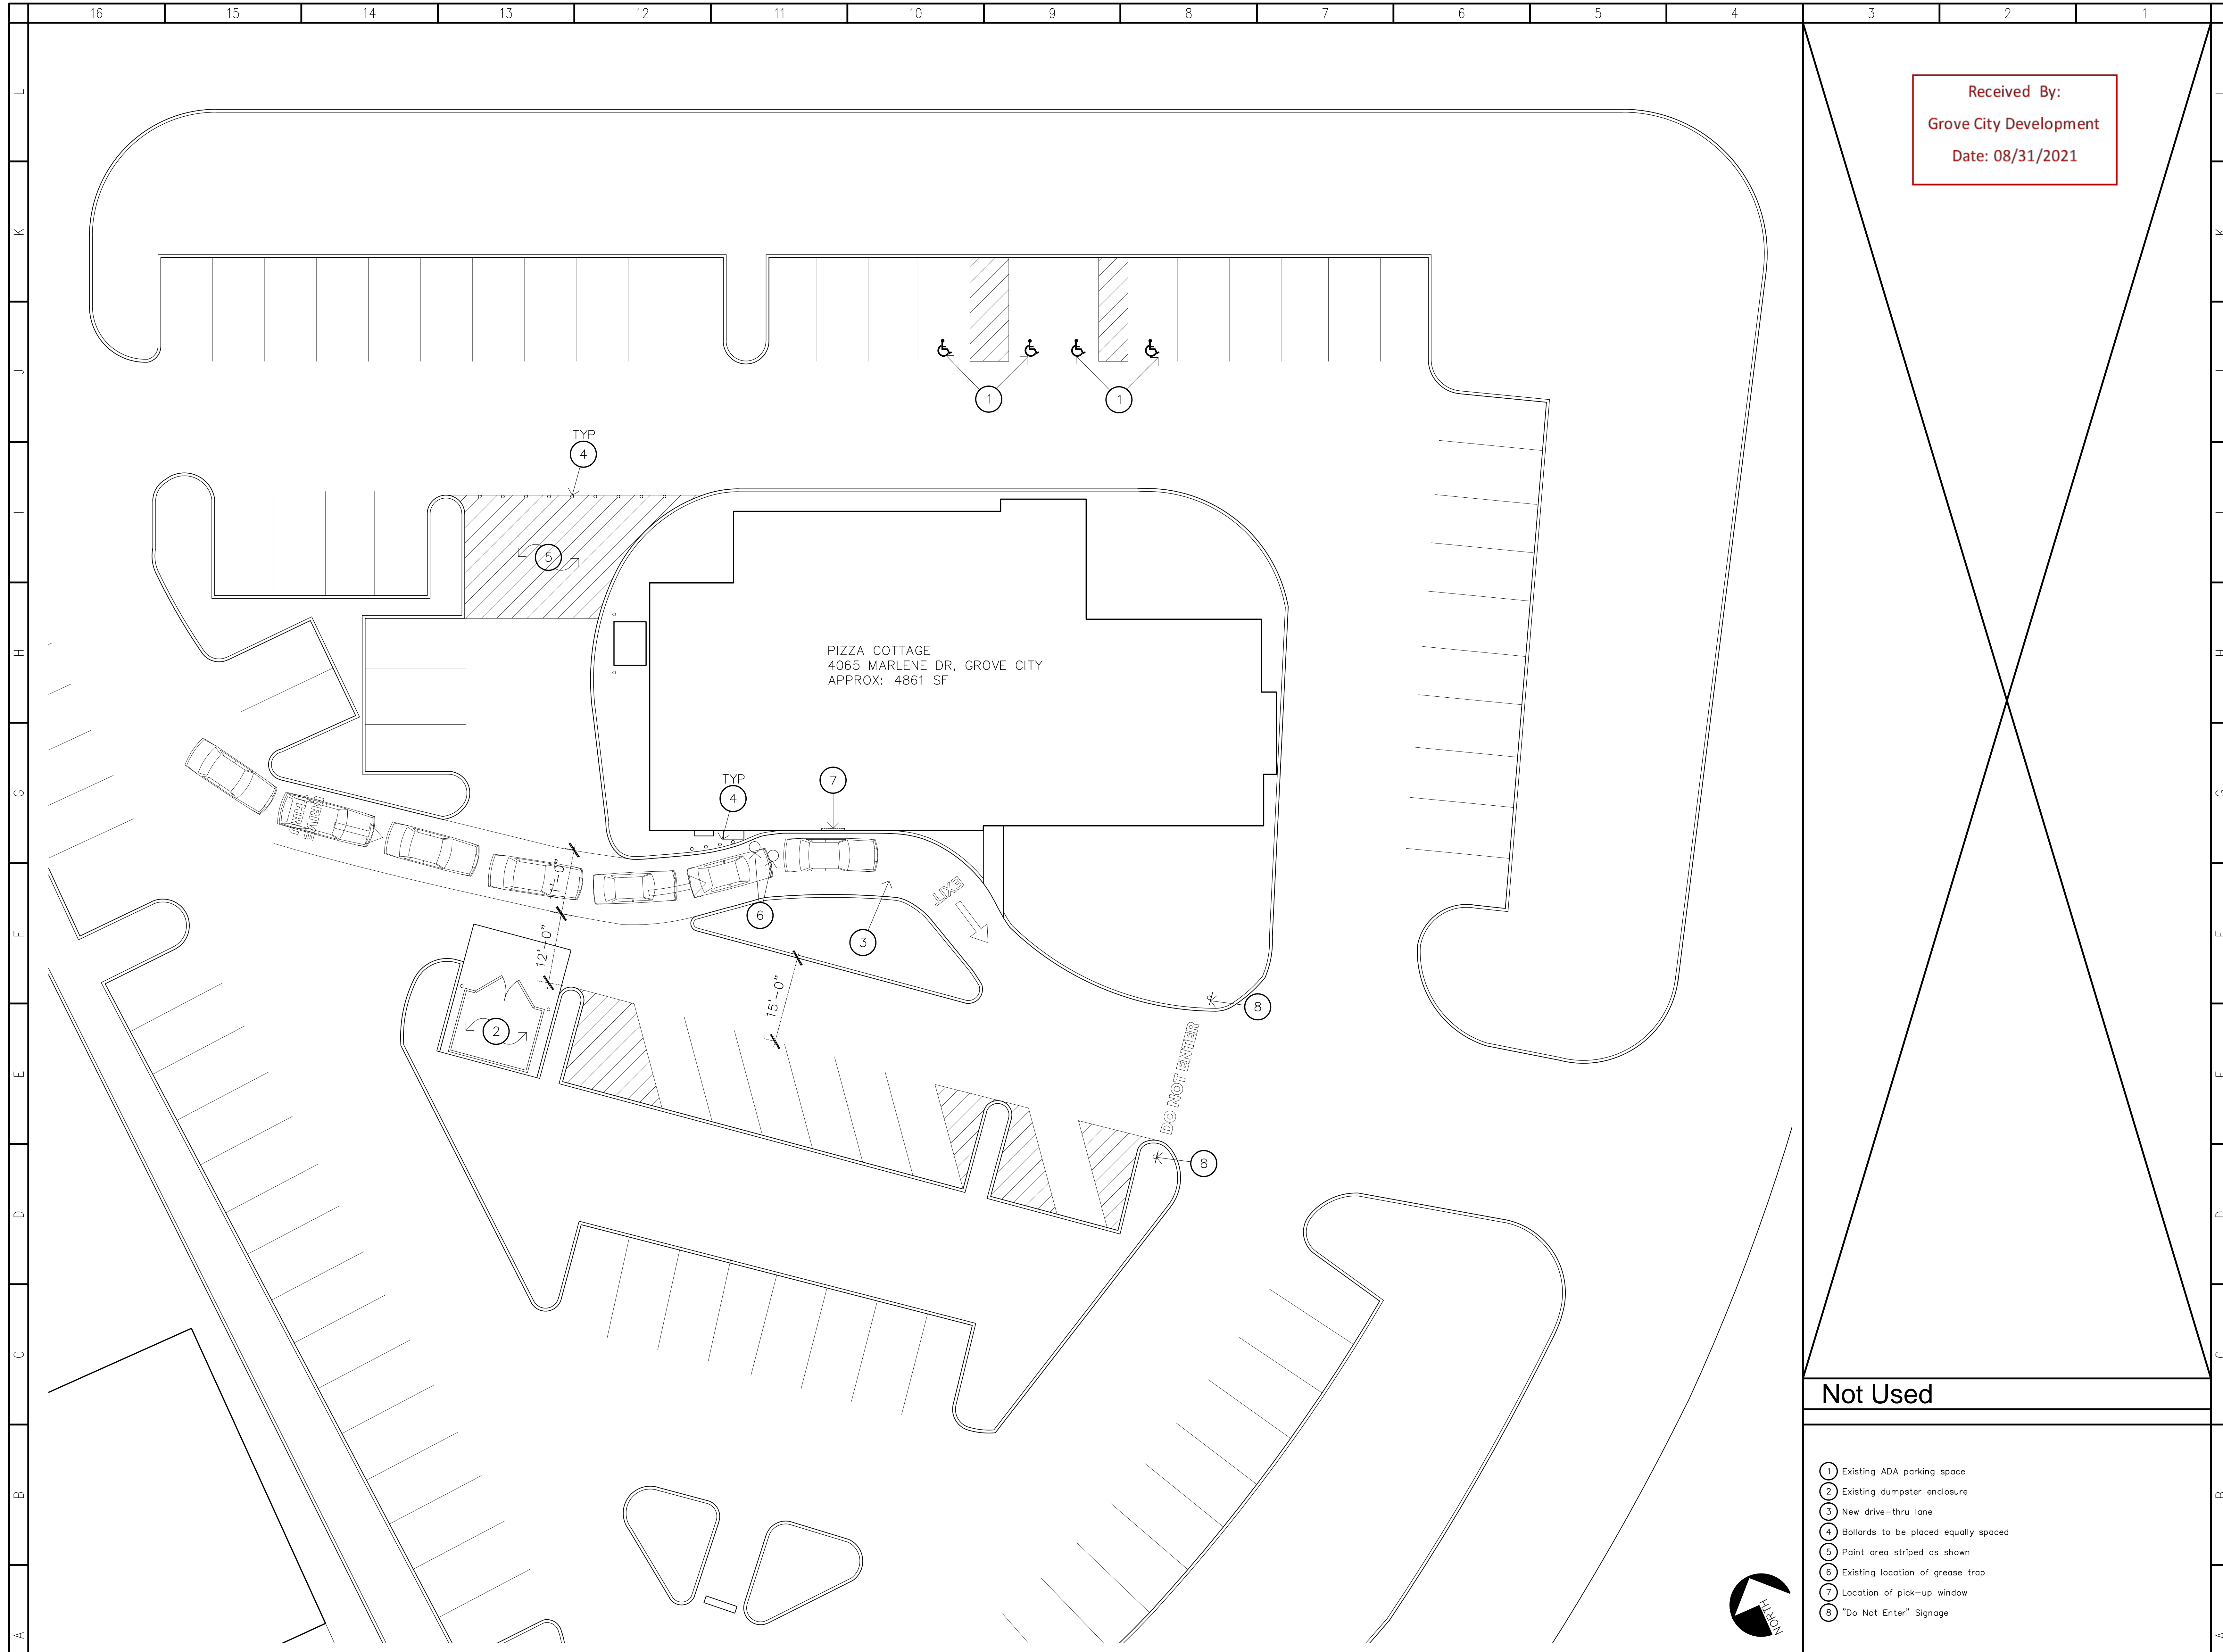 16 15 14 13 12 11 10 9 8 7 6 5 4 3 2 1
L
K
J
I
H
G
F
E
D
C
B
A
Received By:
Grove City Development
Date: 08/31/2021
1
1
TYP
4
5
PIZZA COTTAGE
4065 MARLENE DR, GROVE CITY
APPROX: 4861 SF
TYP
4
7
DRIVE
THRU
11'-0"
EXIT
6
3
12'-0"
15'-0"
2
8
DO NOT ENTER
8
NORTH
Not Used
1 Existing ADA parking space
2 Existing dumpster enclosure
3 New drive-thru lane
4 Bollards to be placed equally spaced
5 Paint area striped as shown
6 Existing location of grease trap
7 Location of pick-up window
8 "Do Not Enter" Signage